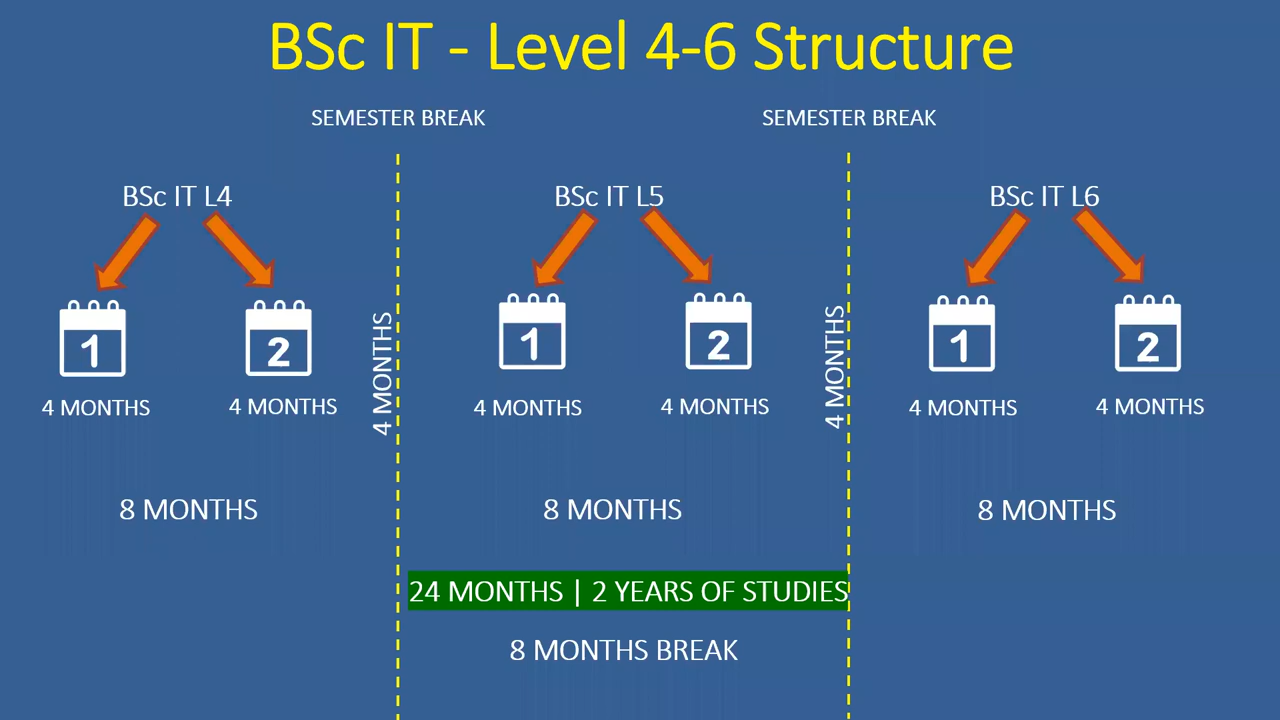 BSc IT - Level 4-6 Structure
SEMESTER BREAK
SEMESTER BREAK
BSc IT L4
BSc IT L5
BSc IT L6
1
2
1
2
1
2
4 MONTHS
4 MONTHS
4 MONTHS
4 MONTHS
4 MONTHS
4 MONTHS
4 MONTHS
4 MONTHS
8 MONTHS
8 MONTHS
8 MONTHS
24 MONTHS | 2 YEARS OF STUDIES
8 MONTHS BREAK